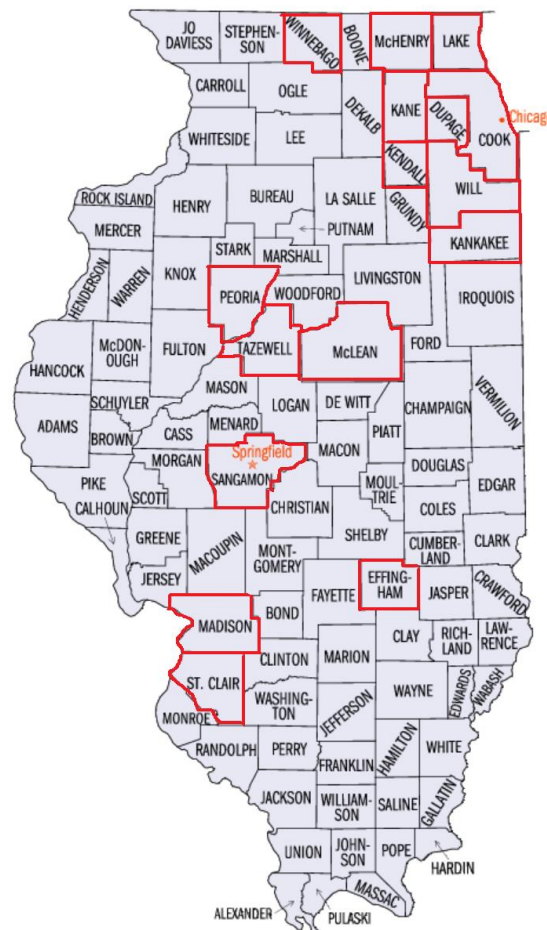 JO
DAVIESS
STEPHEN-
SON
WINNEBAGO
BOONE
McHENRY
LAKE
CARROLL
OGLE
DEKALB
KANE
DUPAGE
Chicag
COOK
WHITESIDE
LEE
KENDALL
WILL
ROCK ISLAND
HENRY
BUREAU
LA SALLE
GRUNDY
MERCER
PUTNAM
KANKAKEE
STARK
MARSHALL
HENDERSON
WARREN
KNOX
PEORIA
WOODFORD
LIVINGSTON
IROQUOIS
HANCOCK
McDON-
OUGH
FULTON
TAZEWELL
McLEAN
FORD
SCHUYLER
MASON
LOGAN
DE WITT
CHAMPAIGN
VERMILION
ADAMS
BROWN
CASS
MENARD
PIATT
Springfield
MACON
MORGAN
SANGAMON
DOUGLAS
PIKE
SCOTT
CHRISTIAN
MOUL-
TRIE
EDGAR
CALHOUN
COLES
GREENE
MACOUPIN
MONT-
GOMERY
SHELBY
CUMBER-
LAND
CLARK
JERSEY
FAYETTE
EFFING-
HAM
JASPER
CRAWFORD
MADISON
BOND
CLAY
RICH-
LAND
LAW-
RENCE
CLINTON
MARION
ST. CLAIR
WAYNE
EDWARDS
WABASH
MONROE
WASHING-
TON
JEFFERSON
RANDOLPH
PERRY
HAMILTON
WHITE
FRANKLIN
JACKSON
WILLIAM-
SON
SALINE
GALLATIN
UNION
JOHN-
SON
POPE
HARDIN
MASSAC
ALEXANDER
PULASKI